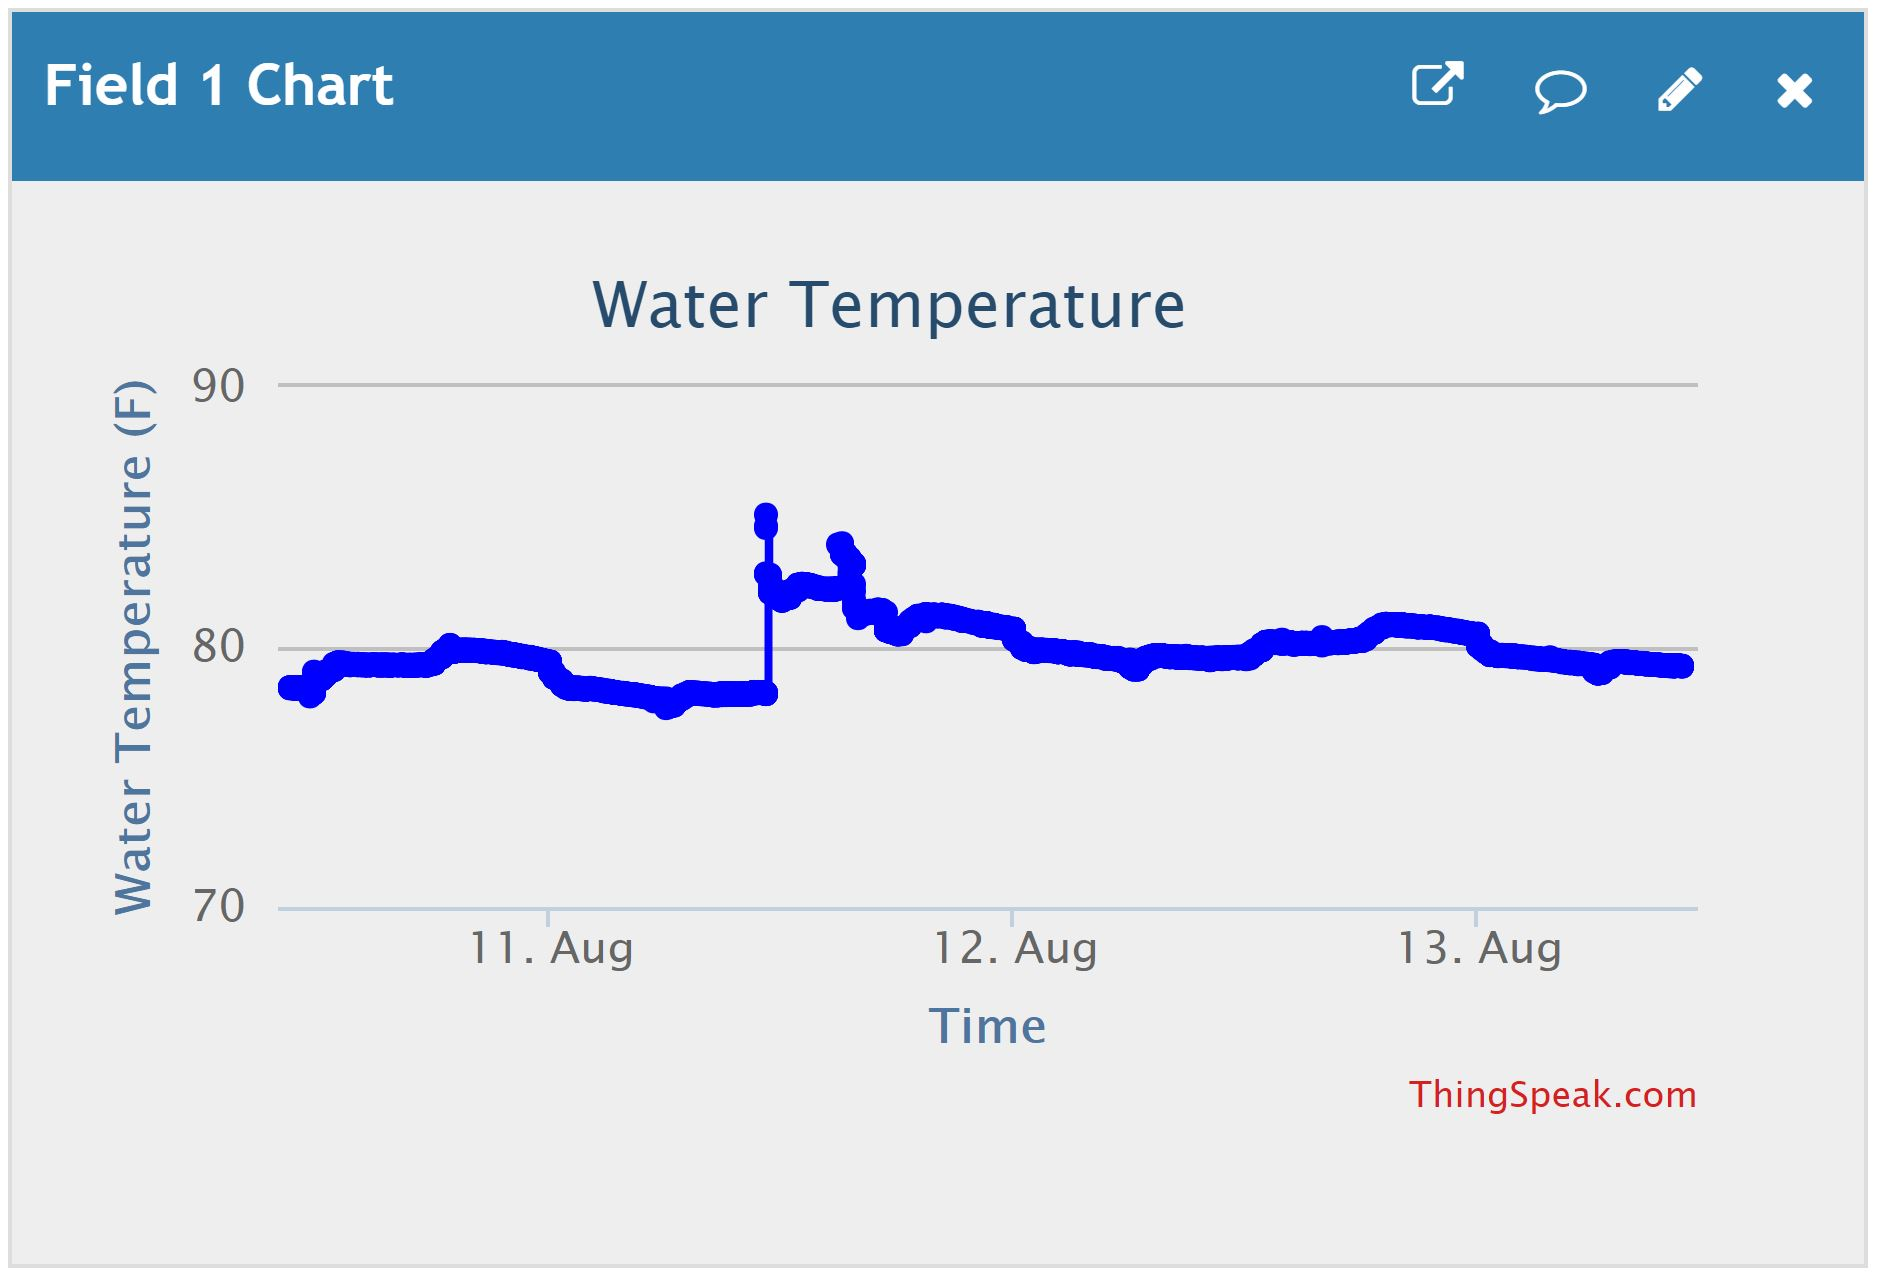 Field 1 Chart
Water Temperature
Water Temperature (F)
90
80
70
11. Aug 12. Aug 13. Aug
Time
ThingSpeak.com